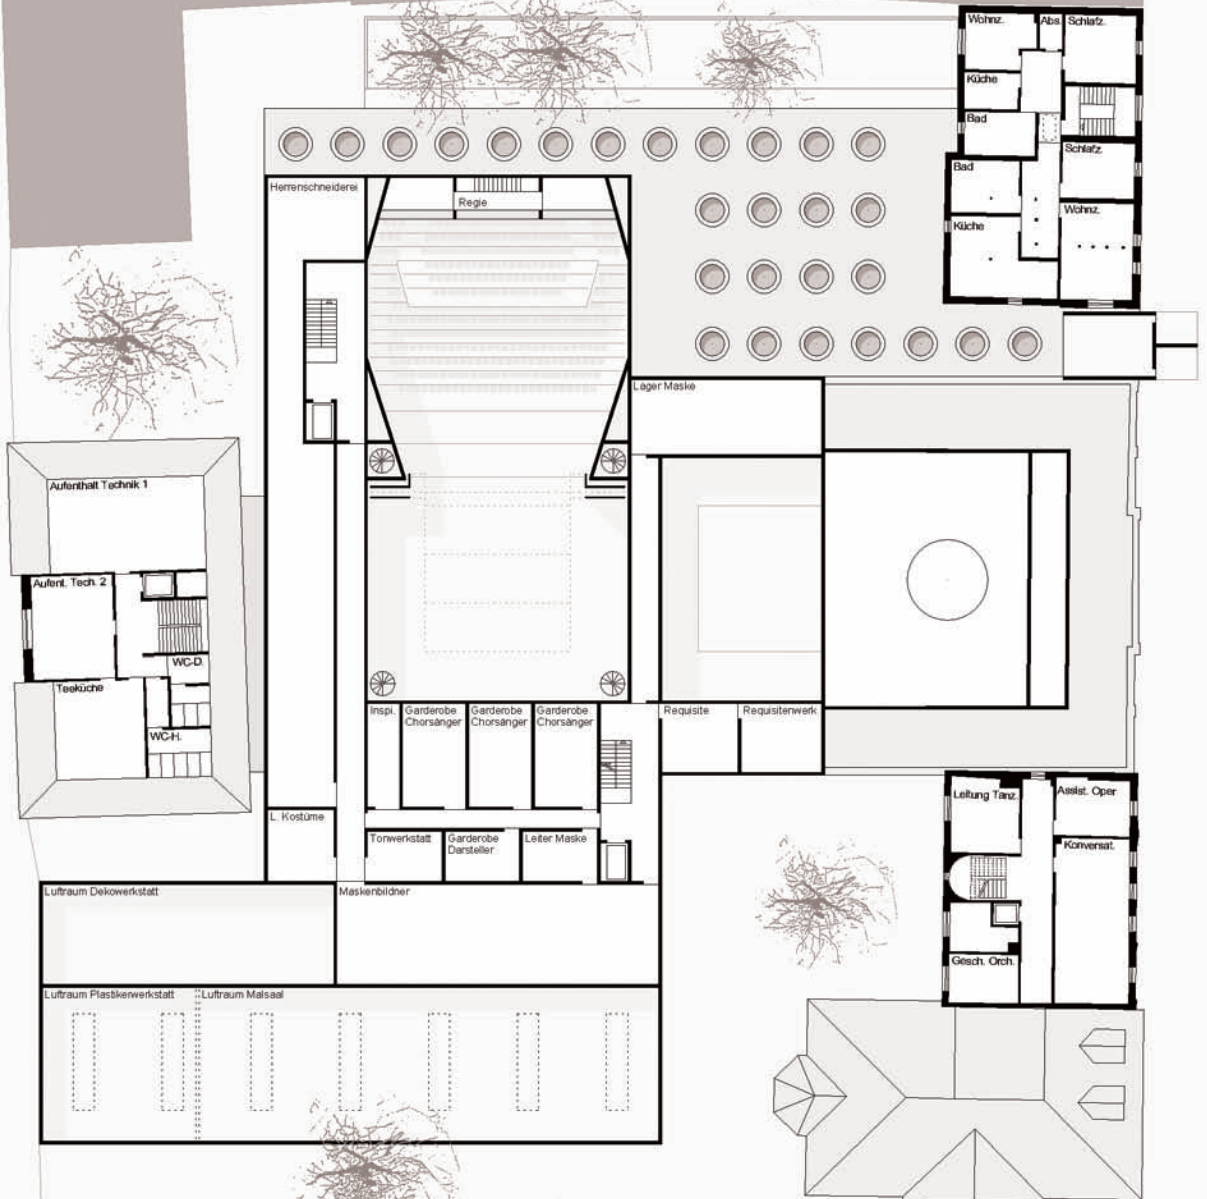 Wohnz.
Abs.
Schlafz.
Küche
Bad
Schlafz.
Bad
Wohnz.
Küche
Herrenschneiderei
Regie
Lager Maske
Aufenthalt Technik 1
Aufent. Tech. 2
WC-D.
Teeküche
WC-H.
Inspi.
Garderobe
Chorsänger
Garderobe
Chorsänger
Garderobe
Chorsänger
Requisite
Requisitenwerk
L. Kostüme
Tonwerkstatt
Garderobe
Darsteller
Leiter Maske
Leitung Tanz.
Assist. Oper
Konversat.
Gesch. Orch.
Luftraum Dekowerkstatt
Maskenbildner
Luftraum Plastikerwerkstatt
Luftraum Malsaal